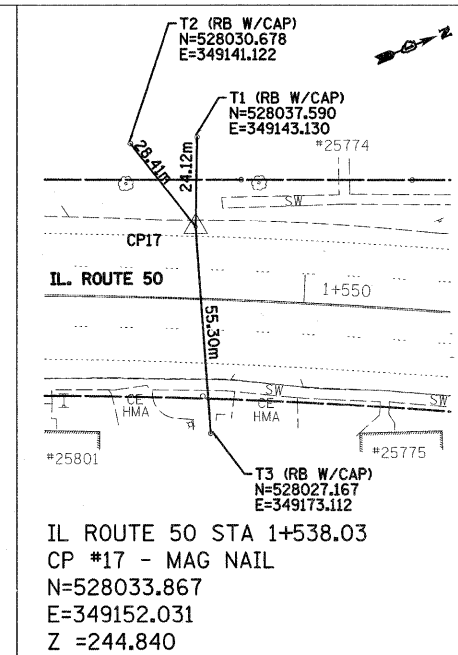 T2 (RB W/CAP)
N=528030.678
E=349141.122
Z
T1 (RB W/CAP)
N=528037.590
E=349143.130
#25774
28.41m
24.12m
SW
CP17
IL. ROUTE 50
1+550
55.30m
SW
SW
CE
HMA
CE
HMA
#25801
#25775
T3 (RB W/CAP)
N=528027.167
E=349173.112
IL ROUTE 50 STA 1+538.03
CP #17 - MAG NAIL
N=528033.867
E=349152.031
Z =244.840